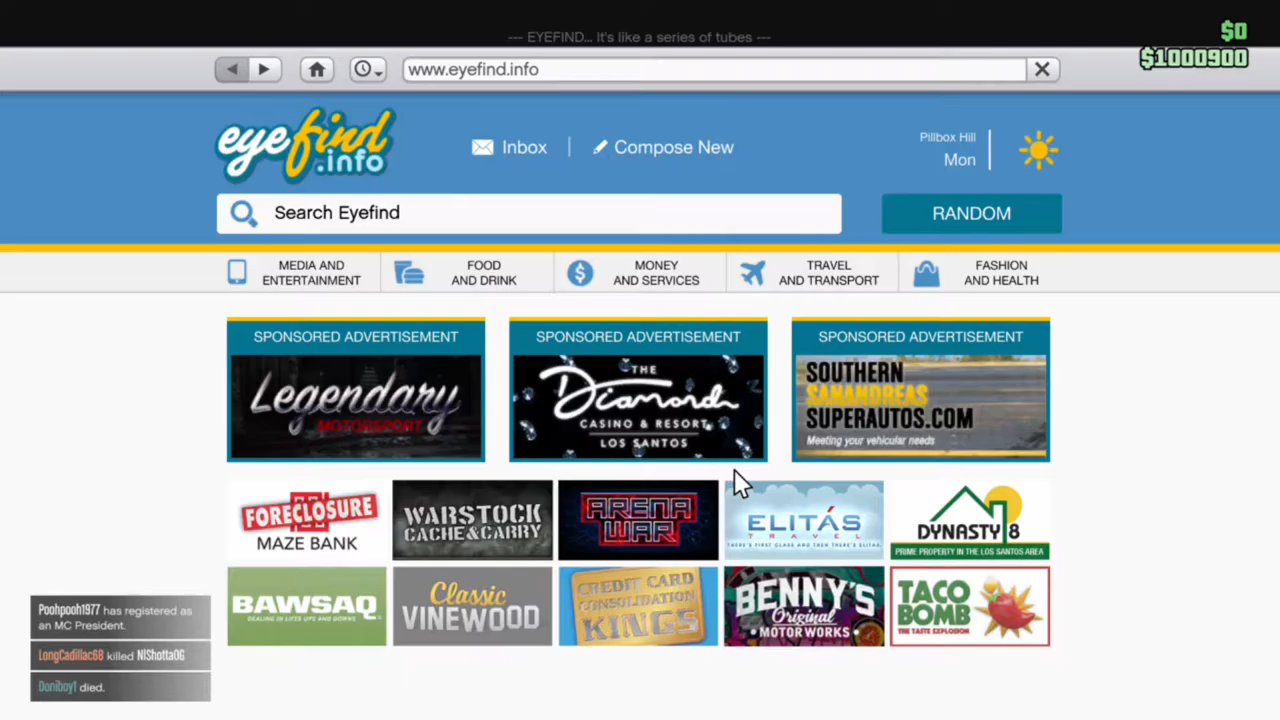 --- EYEFIND... It's like a series of tubes ---
$0
$1000900
www.eyefind.info
eyefind
.info
Inbox
Compose New
Pillbox Hill
Mon
Search Eyefind
RANDOM
MEDIA AND
ENTERTAINMENT
FOOD
AND DRINK
MONEY
AND SERVICES
TRAVEL
AND TRANSPORT
FASHION
AND HEALTH
SPONSORED ADVERTISEMENT
Legendary
MOTORSPORT
SPONSORED ADVERTISEMENT
THE
Diamond
CASINO & RESORT
LOS SANTOS
SPONSORED ADVERTISEMENT
SOUTHERN
SANANDREAS
SUPERAUTOS.COM
Meeting your vehicular needs
FORECLOSURE
MAZE BANK
WARSTOCK
CACHE & CARRY
ARENA
WAR
ELITÁS
TRAVEL
THERE'S FIRST CLASS AND THEN THERE'S ELITÁS
DYNASTY 8
PRIME PROPERTY IN THE LOS SANTOS AREA
BAWSAQ
DEALING IN LIFES UPS AND DOWNS
Classic
VINEWOOD
CREDIT CARD
CONSOLIDATION
KINGS
BENNY'S
Original
MOTOR WORKS
TACO
BOMB
THE TASTE EXPLOSION
Poohpooh1977 has registered as
an MC President.
LongCadillac68 killed NIShotta06
Doniboy1 died.